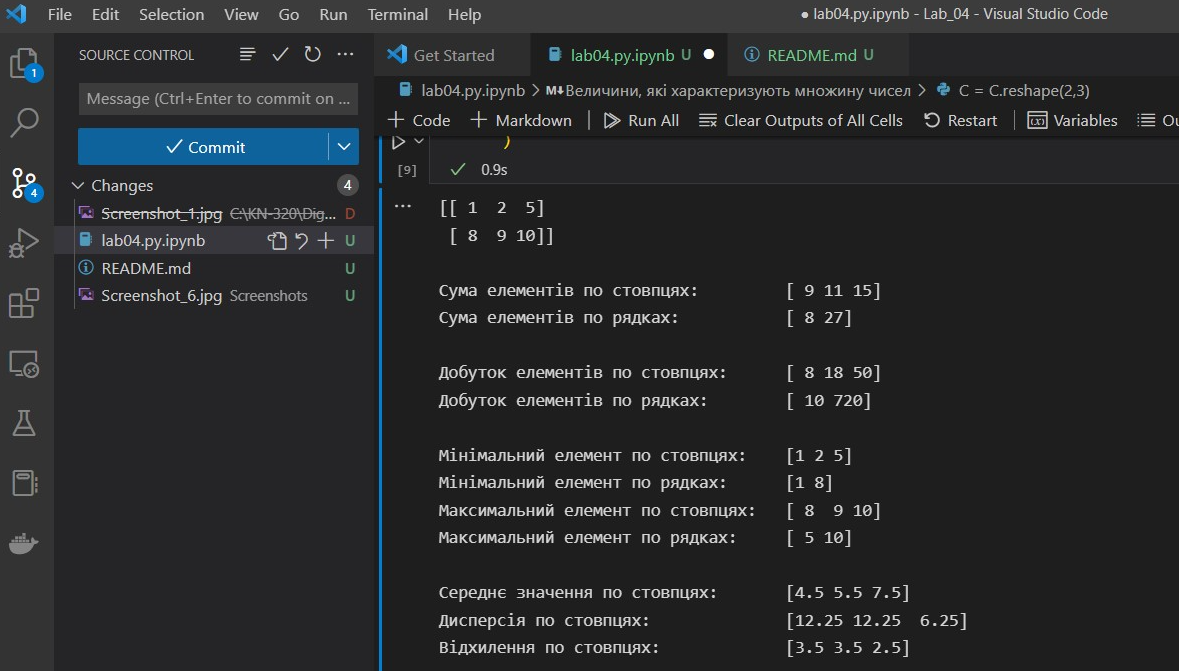 File Edit Selection View Go Run Terminal Help ● lab04.py.ipynb - Lab_04 - Visual Studio Code
SOURCE CONTROL
Get Started lab04.py.ipynb U ● README.md U
1
Message (Ctrl+Enter to commit on ...
lab04.py.ipynb > M↓Величини, які характеризують множину чисел > C = C.reshape(2,3)
+ Code + Markdown Run All Clear Outputs of All Cells Restart Variables Ou
Commit
)
[9] ✓ 0.9s
Changes 4
4
Screenshot_1.jpg C:\KN-320\Dig... D
lab04.py.ipynb U
README.md U
Screenshot_6.jpg Screenshots U
...
[[ 1  2  5]
 [ 8  9 10]]
Сума елементів по стовпцях: [ 9 11 15]
Сума елементів по рядках: [ 8 27]
Добуток елементів по стовпцях: [ 8 18 50]
Добуток елементів по рядках: [ 10 720]
Мінімальний елемент по стовпцях: [1 2 5]
Мінімальний елемент по рядках: [1 8]
Максимальний елемент по стовпцях: [ 8  9 10]
Максимальний елемент по рядках: [ 5 10]
Середнє значення по стовпцях: [4.5 5.5 7.5]
Дисперсія по стовпцях: [12.25 12.25  6.25]
Відхилення по стовпцях: [3.5 3.5 2.5]